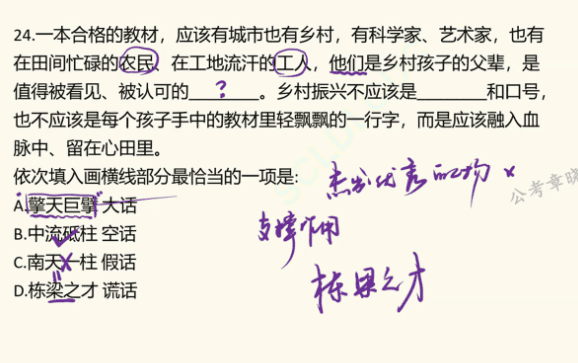 24.一本合格的教材，应该有城市也有乡村，有科学家、艺术家，也有
在田间忙碌的农民、在工地流汗的工人，他们是乡村孩子的父辈，是
值得被看见、被认可的_______。乡村振兴不应该是_______和口号，
也不应该是每个孩子手中的教材里轻飘飘的一行字，而是应该融入血
脉中、留在心田里。
依次填入画横线部分最恰当的一项是:
杰出优秀的人物 ×
公考章晓
A.擎天巨擘 大话
支撑作用
B.中流砥柱 空话
C.南天一柱 假话
栋梁之才
D.栋梁之才 谎话